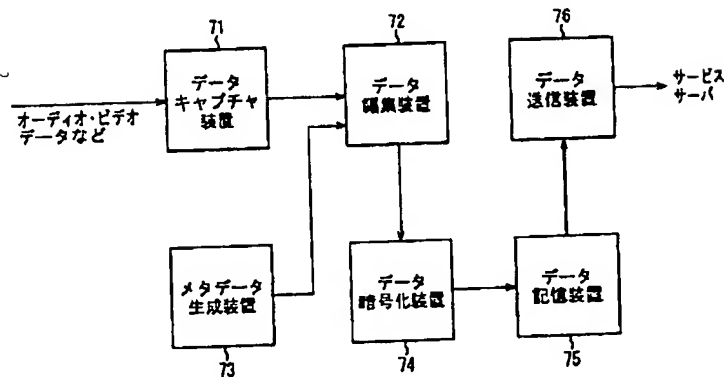 71
データ
キャプチャ
装置
オーディオ・ビデオ
データなど
72
データ
編集装置
76
データ
送信装置
サービス
サーバ
メタデータ
生成装置
73
データ
暗号化装置
74
データ
記憶装置
75